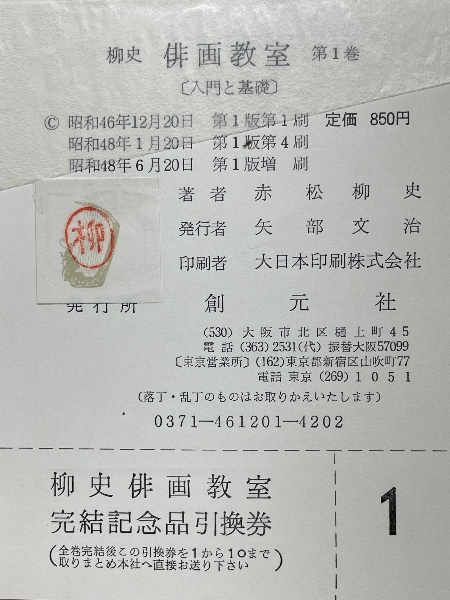 柳史 俳画教室 第1巻
〔入門と基礎〕
© 昭和46年12月20日 第1版第1刷 定価 850円
昭和48年1月20日 第1版第4刷
昭和48年6月20日 第1版増刷
著者 赤松柳史
発行者 矢部文治
印刷者 大日本印刷株式会社
柳
発行所 創元社
(530) 大阪市北区樋上町45
電話 (363) 2531(代) 振替大阪57099
〔東京営業所〕(162)東京都新宿区山吹町77
電話 東京 (269) 1051
(落丁・乱丁のものはお取りかえいたします)
0371—461201—4202
柳史俳画教室
完結記念品引換券
(全巻完結後この引換券を1から10まで
取りまとめ本社へ直接お送り下さい)
1